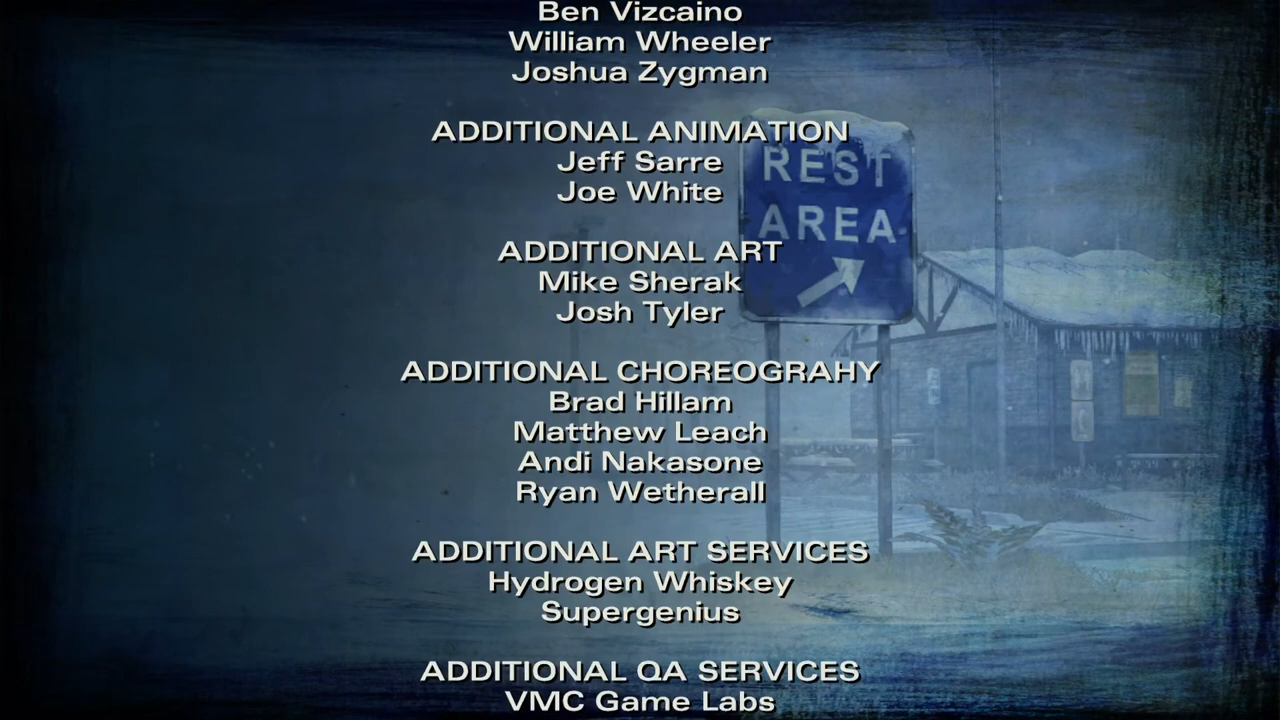 Ben Vizcaino
William Wheeler
Joshua Zygman
ADDITIONAL ANIMATION
Jeff Sarre
Joe White
REST
AREA
ADDITIONAL ART
Mike Sherak
Josh Tyler
ADDITIONAL CHOREOGRAHY
Brad Hillam
Matthew Leach
Andi Nakasone
Ryan Wetherall
ADDITIONAL ART SERVICES
Hydrogen Whiskey
Supergenius
ADDITIONAL QA SERVICES
VMC Game Labs